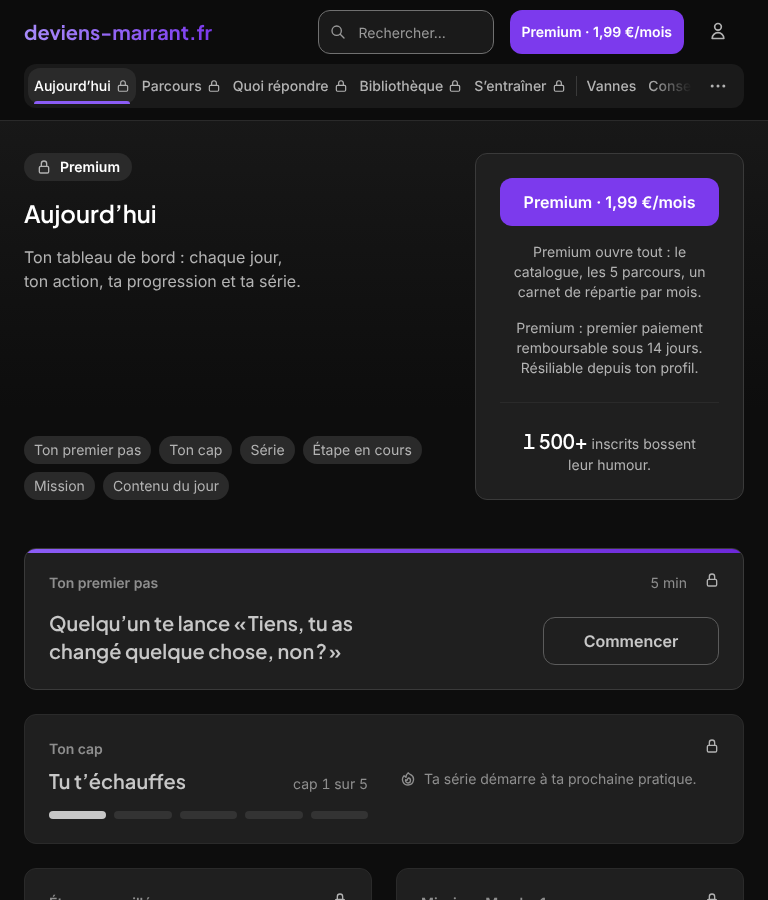 deviens-marrant.fr
Rechercher...
Premium · 1,99 €/mois
Aujourd’hui
Parcours
Quoi répondre
Bibliothèque
S’entraîner
Vannes
Premium
Aujourd’hui
Ton tableau de bord : chaque jour,
ton action, ta progression et ta série.
Ton premier pas
Ton cap
Série
Étape en cours
Mission
Contenu du jour
Premium · 1,99 €/mois
Premium ouvre tout : le
catalogue, les 5 parcours, un
carnet de répartie par mois.
Premium : premier paiement
remboursable sous 14 jours.
Résiliable depuis ton profil.
1 500+ inscrits bossent
leur humour.
Ton premier pas
5 min
Quelqu’un te lance « Tiens, tu as
changé quelque chose, non ? »
Commencer
Ton cap
Tu t’échauffes
cap 1 sur 5
Ta série démarre à ta prochaine pratique.